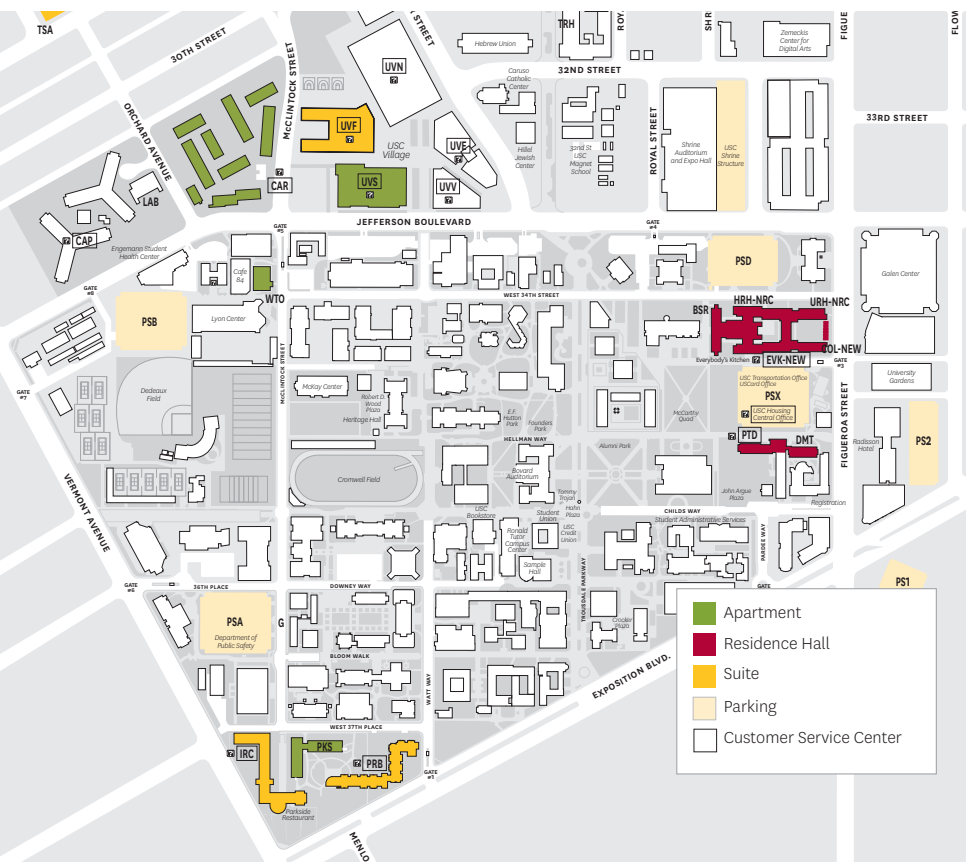 TSA
30TH STREET
McCLINTOCK STREET
STREET
UVN
Hebrew Union
TRH
ROY
SHR
Zemeckis
Center for
Digital Arts
FIGUE
FLOW
32ND STREET
Caruso
Catholic
Center
ORCHARD AVENUE
UVF
USC
Village
UVE
Hillel
Jewish
Center
32nd St
USC
Magnet
School
ROYAL STREET
Shrine
Auditorium
and Expo Hall
USC
Shrine
Structure
33RD STREET
CAR
UVS
UVV
LAB
JEFFERSON BOULEVARD
GATE
#5
GATE
#4
CAP
Engemann Student
Health Center
Cafe
84
PSD
Galen Center
GATE
#8
WTO
WEST 34TH STREET
HRH-NRC
URH-NRC
BSR
PSB
Lyon Center
COL-NEW
Everybody's Kitchen
EVK-NEW
GATE
#3
McCLINTOCK STREET
GATE
#7
Dedeaux
Field
McKay Center
Robert D.
Wood
Plaza
Heritage Hall
E.F.
Hutton
Park
Founders
Park
McCarthy
Quad
USC Transportation Office
USCard Office
PSX
USC Housing
Central Office
University
Gardens
FIGUEROA STREET
Radisson
Hotel
PS2
HELLMAN WAY
Alumni Park
PTD
DMT
VERMONT AVENUE
Cromwell Field
Bovard
Auditorium
Tommy
Trojan
Hahn
Plaza
John Argue
Plaza
Registration
USC
Bookstore
Student
Union
CHILDS WAY
Student Administrative Services
Ronald
Tutor
Campus
Center
USC
Credit
Union
Sample
Hall
PARDEE WAY
GATE
#6
36TH PLACE
DOWNEY WAY
TROUSDALE PARKWAY
GATE
PS1
PSA
Department of
Public Safety
G
Crocker
Plaza
BLOOM WALK
WATT WAY
EXPOSITION BLVD.
WEST 37TH PLACE
IRC
PKS
PRB
GATE
#1
Parkside
Restaurant
MENLO
Apartment
Residence Hall
Suite
Parking
Customer Service Center